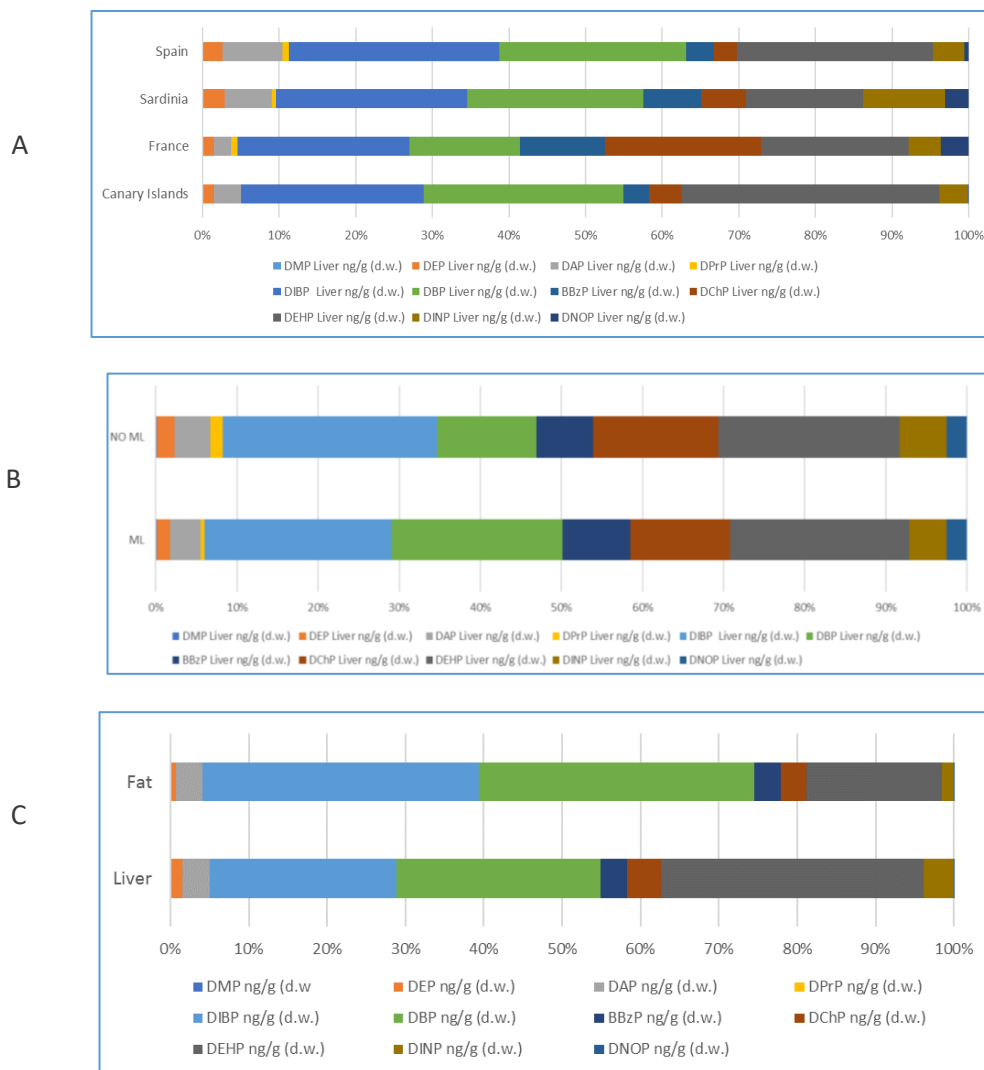 A
Spain
Sardinia
France
Canary Islands
0% 10% 20% 30% 40% 50% 60% 70% 80% 90% 100%
DMP Liver ng/g (d.w.) DEP Liver ng/g (d.w.) DAP Liver ng/g (d.w.) DPrP Liver ng/g (d.w.)
DIBP Liver ng/g (d.w.) DBP Liver ng/g (d.w.) BBzP Liver ng/g (d.w.) DChP Liver ng/g (d.w.)
DEHP Liver ng/g (d.w.) DINP Liver ng/g (d.w.) DNOP Liver ng/g (d.w.)
B
NO ML
ML
0% 10% 20% 30% 40% 50% 60% 70% 80% 90% 100%
DMP Liver ng/g (d.w.) DEP Liver ng/g (d.w.) DAP Liver ng/g (d.w.) DPrP Liver ng/g (d.w.) DIBP Liver ng/g (d.w.) DBP Liver ng/g (d.w.)
BBzP Liver ng/g (d.w.) DChP Liver ng/g (d.w.) DEHP Liver ng/g (d.w.) DINP Liver ng/g (d.w.) DNOP Liver ng/g (d.w.)
C
Fat
Liver
0% 10% 20% 30% 40% 50% 60% 70% 80% 90% 100%
DMP ng/g (d.w DEP ng/g (d.w.) DAP ng/g (d.w.) DPrP ng/g (d.w.)
DIBP ng/g (d.w.) DBP ng/g (d.w.) BBzP ng/g (d.w.) DChP ng/g (d.w.)
DEHP ng/g (d.w.) DINP ng/g (d.w.) DNOP ng/g (d.w.)